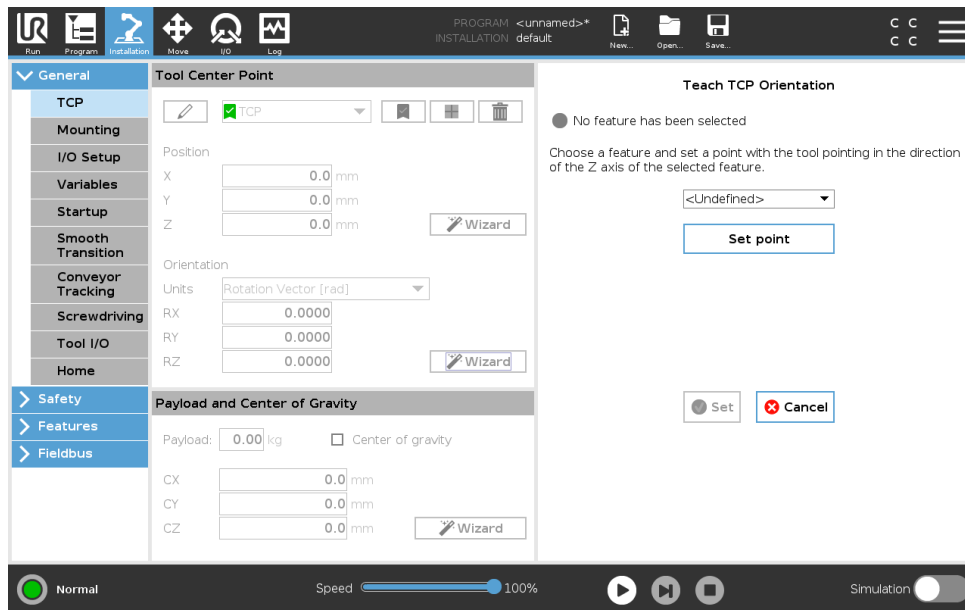 PROGRAM <unnamed>*
INSTALLATION default
Run
Program
Installation
Move
I/O
Log
New...
Open...
Save...
C C
C C
General
TCP
Mounting
I/O Setup
Variables
Startup
Smooth
Transition
Conveyor
Tracking
Screwdriving
Tool I/O
Home
Safety
Features
Fieldbus
Tool Center Point
TCP
Position
X 0.0 mm
Y 0.0 mm
Z 0.0 mm Wizard
Orientation
Units Rotation Vector [rad]
RX 0.0000
RY 0.0000
RZ 0.0000 Wizard
Payload and Center of Gravity
Payload: 0.00 kg Center of gravity
CX 0.0 mm
CY 0.0 mm
CZ 0.0 mm Wizard
Teach TCP Orientation
No feature has been selected
Choose a feature and set a point with the tool pointing in the direction
of the Z axis of the selected feature.
<Undefined>
Set point
Set Cancel
Normal
Speed 100%
Simulation